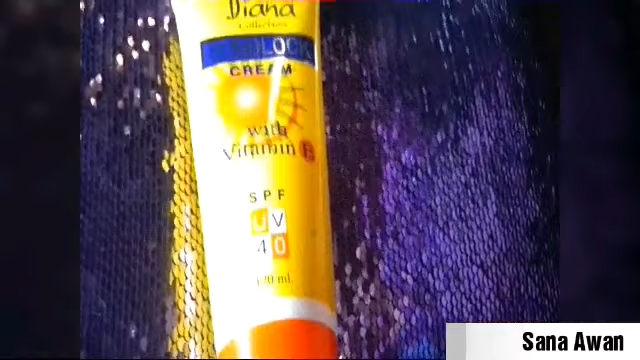 Diana
Collection
CREAM
with
Vitamin E
SPF
UV
40
Sana Awan